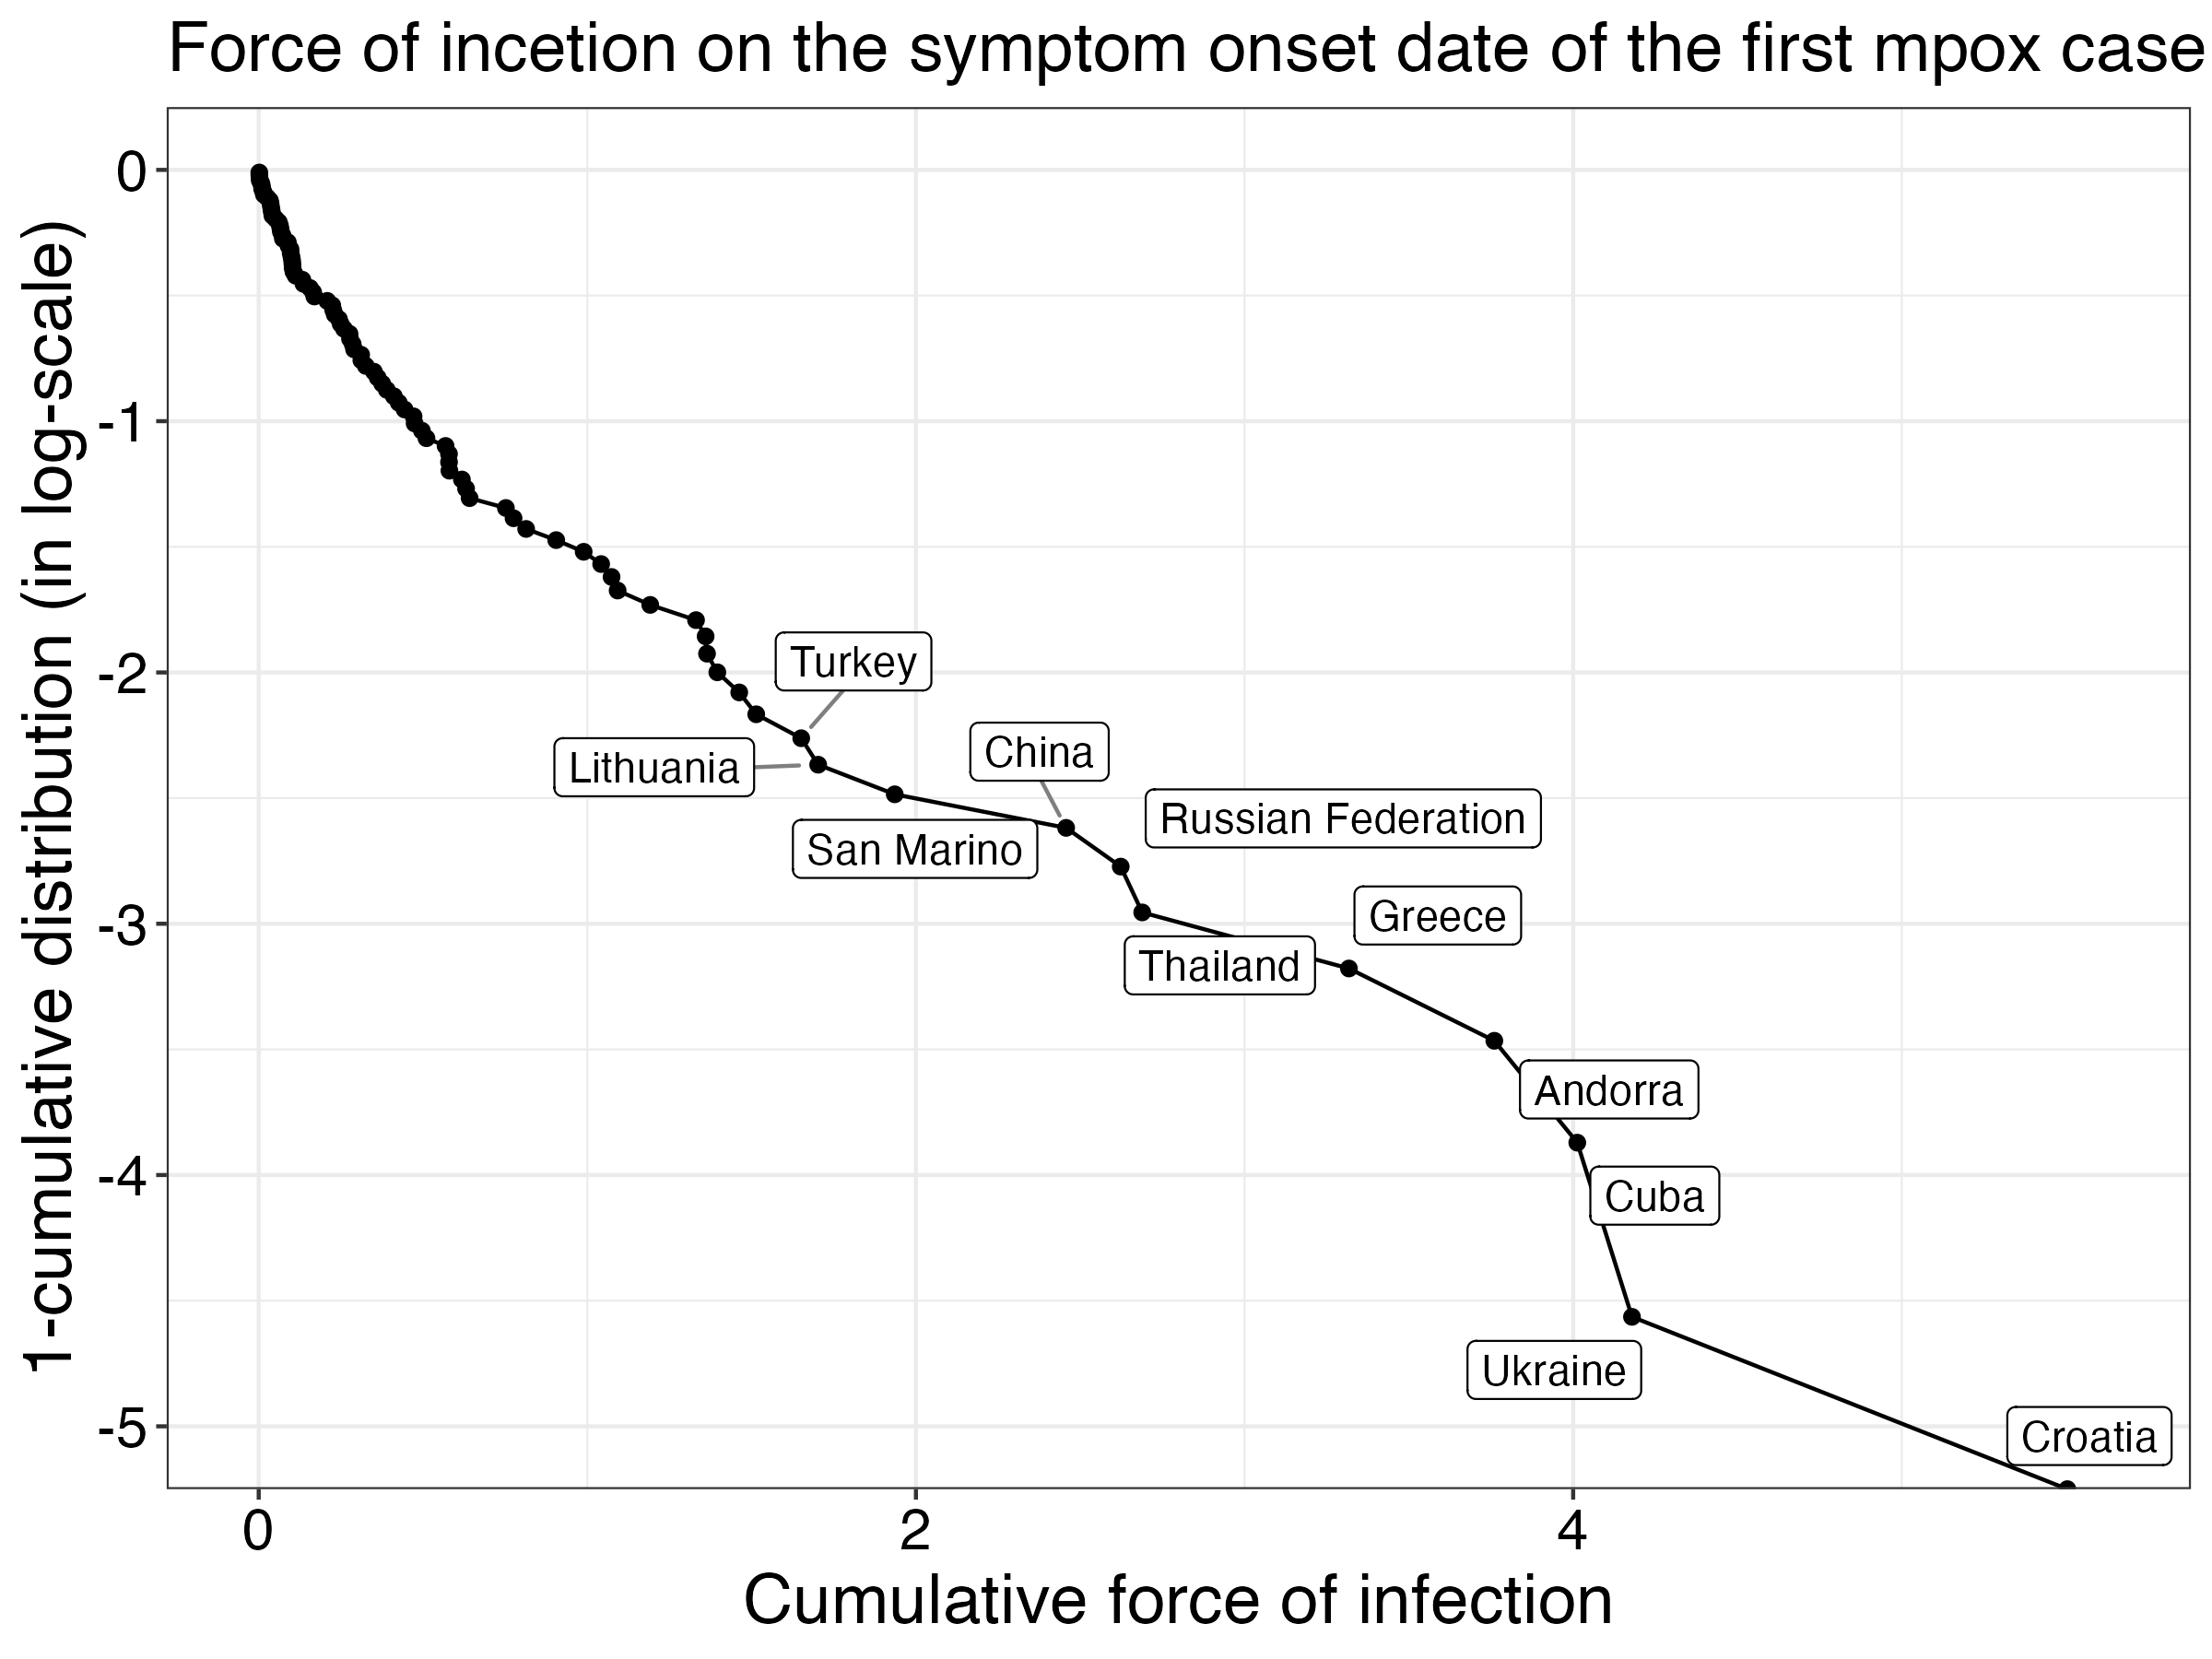 Force of incetion on the symptom onset date of the first mpox case
1-cumulative distribution (in log-scale)
0
-1
-2
-3
-4
-5
Turkey
China
Lithuania
Russian Federation
San Marino
Greece
Thailand
Andorra
Cuba
Ukraine
Croatia
0 2 4
Cumulative force of infection